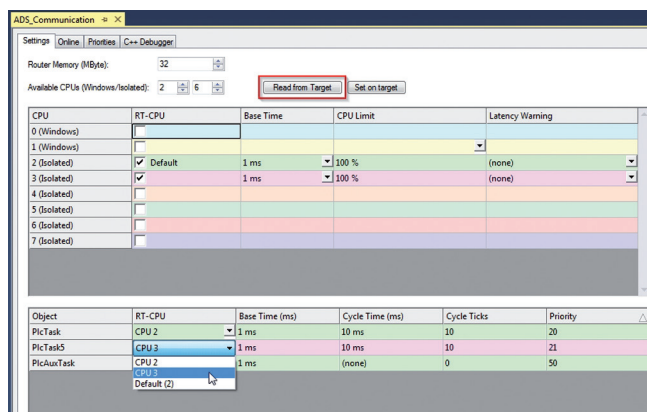 ADS_Communication
Settings Online Priorities C++ Debugger
Router Memory (MByte): 32
Available CPUs (Windows/Isolated): 2 6 Read from Target Set on target
CPU RT-CPU Base Time CPU Limit Latency Warning
0 (Windows)
1 (Windows)
2 (Isolated) Default 1 ms 100 % (none)
3 (Isolated) 1 ms 100 % (none)
4 (Isolated)
5 (Isolated)
6 (Isolated)
7 (Isolated)
Object RT-CPU Base Time (ms) Cycle Time (ms) Cycle Ticks Priority
PlcTask CPU 2 1 ms 10 ms 10 20
PlcTask5 CPU 3 1 ms 10 ms 10 21
PlcAuxTask CPU 2 1 ms (none) 0 50
CPU 3
Default (2)